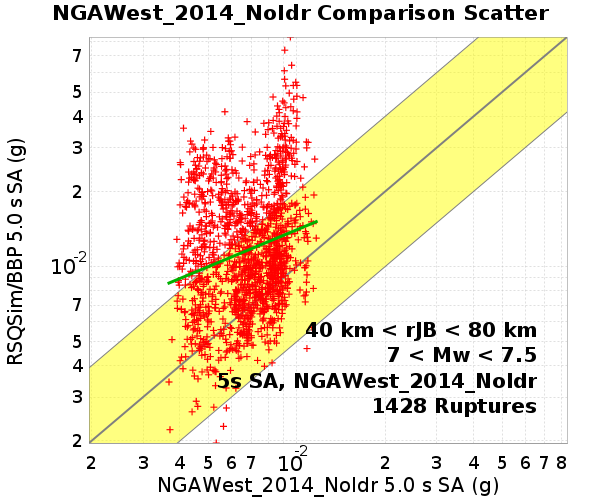 NGAWest_2014_NoIdr Comparison Scatter
RSQSim/BBP 5.0 s SA (g)
7
5
4
3
2
10-2
7
5
4
3
2
40 km < rJB < 80 km
7 < Mw < 7.5
5s SA, NGAWest_2014_NoIdr
1428 Ruptures
2 3 4 5 6 7 10-2 2 3 4 5 6 7 8
NGAWest_2014_NoIdr 5.0 s SA (g)